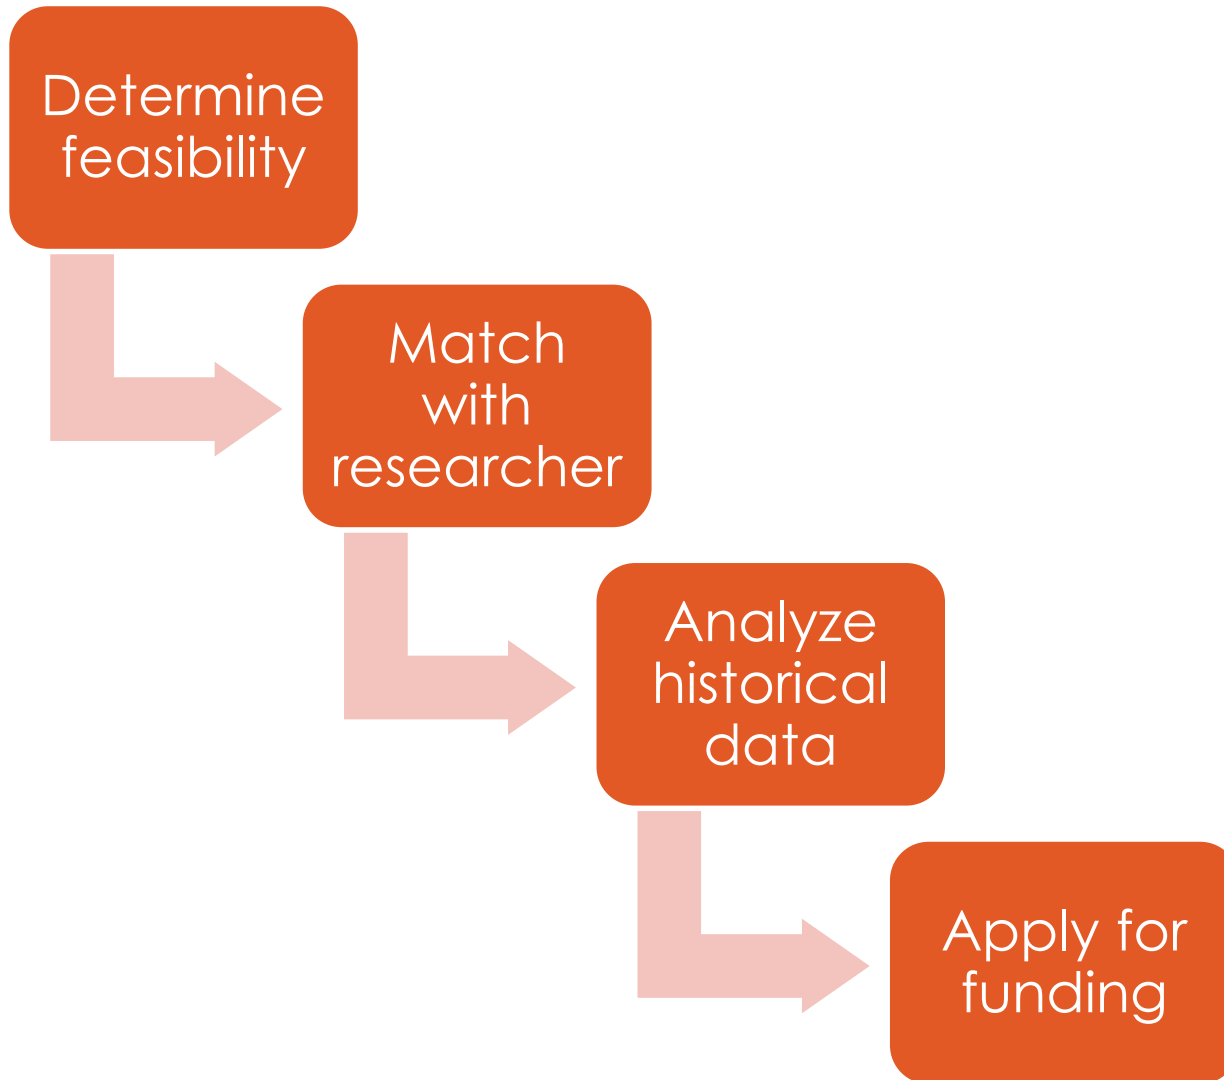 Determine
feasibility
Match
with
researcher
Analyze
historical
data
Apply for
funding